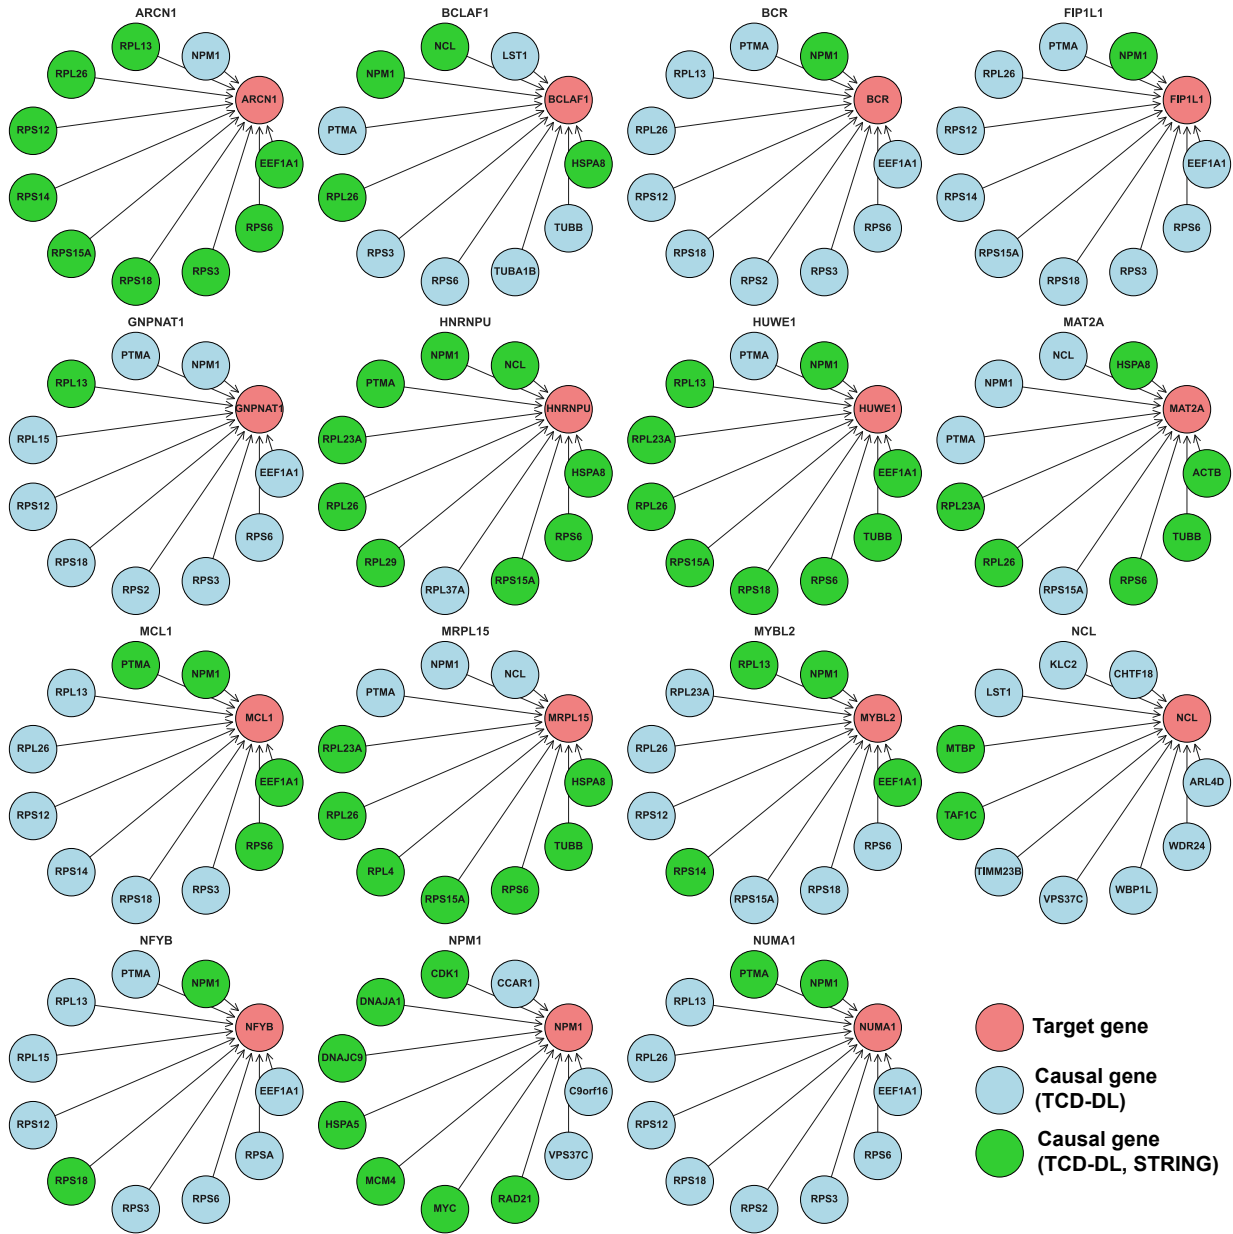 ARCN1
BCLAF1
BCR
FIP1L1
RPL13
NPM1
RPL26
ARCN1
RPS12
EEF1A1
RPS14
RPS6
RPS15A
RPS3
RPS18
NCL
LST1
NPM1
BCLAF1
PTMA
HSPA8
RPL26
TUBB
RPS3
TUBA1B
RPS6
PTMA
NPM1
RPL13
BCR
RPL26
EEF1A1
RPS12
RPS6
RPS18
RPS3
RPS2
PTMA
NPM1
RPL26
FIP1L1
RPS12
EEF1A1
RPS14
RPS6
RPS15A
RPS3
RPS18
GNPNAT1
HNRNPU
HUWE1
MAT2A
PTMA
NPM1
RPL13
GNPNAT1
RPL15
EEF1A1
RPS12
RPS6
RPS18
RPS3
RPS2
NPM1
NCL
PTMA
HNRNPU
RPL23A
HSPA8
RPL26
RPS6
RPL29
RPS15A
RPL37A
PTMA
NPM1
RPL13
HUWE1
RPL23A
EEF1A1
RPL26
TUBB
RPS15A
RPS6
RPS18
NCL
HSPA8
NPM1
MAT2A
PTMA
ACTB
RPL23A
TUBB
RPL26
RPS6
RPS15A
MCL1
MRPL15
MYBL2
NCL
PTMA
NPM1
RPL13
MCL1
RPL26
EEF1A1
RPS12
RPS6
RPS14
RPS3
RPS18
NPM1
NCL
PTMA
MRPL15
RPL23A
HSPA8
RPL26
TUBB
RPL4
RPS6
RPS15A
RPL13
NPM1
RPL23A
MYBL2
RPL26
EEF1A1
RPS12
RPS6
RPS14
RPS18
RPS15A
KLC2
CHTF18
LST1
NCL
MTBP
ARL4D
TAF1C
WDR24
TIMM23B
WBP1L
VPS37C
NFYB
NPM1
NUMA1
PTMA
NPM1
RPL13
NFYB
RPL15
EEF1A1
RPS12
RPSA
RPS18
RPS6
RPS3
CDK1
CCAR1
DNAJA1
NPM1
DNAJC9
C9orf16
HSPA5
VPS37C
MCM4
RAD21
MYC
PTMA
NPM1
RPL13
NUMA1
RPL26
EEF1A1
RPS12
RPS6
RPS18
RPS3
RPS2
Target gene
Causal gene
(TCD-DL)
Causal gene
(TCD-DL, STRING)